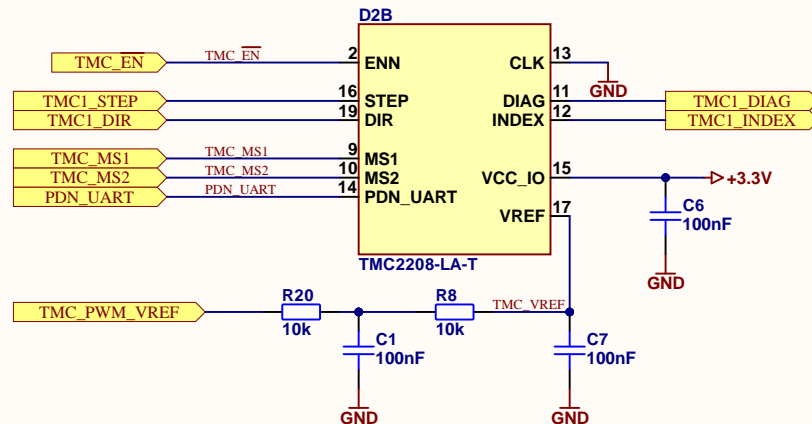 D2B
TMC_EN
TMC_EN
2
ENN
CLK
13
GND
TMC1_STEP
16
STEP
DIAG
11
TMC1_DIAG
TMC1_DIR
19
DIR
INDEX
12
TMC1_INDEX
TMC_MS1
TMC_MS1
9
MS1
TMC_MS2
TMC_MS2
10
MS2
VCC_IO
15
+3.3V
PDN_UART
PDN_UART
14
PDN_UART
VREF
17
C6
100nF
GND
TMC2208-LA-T
TMC_PWM_VREF
R20
10k
R8
10k
TMC_VREF
C1
100nF
GND
C7
100nF
GND